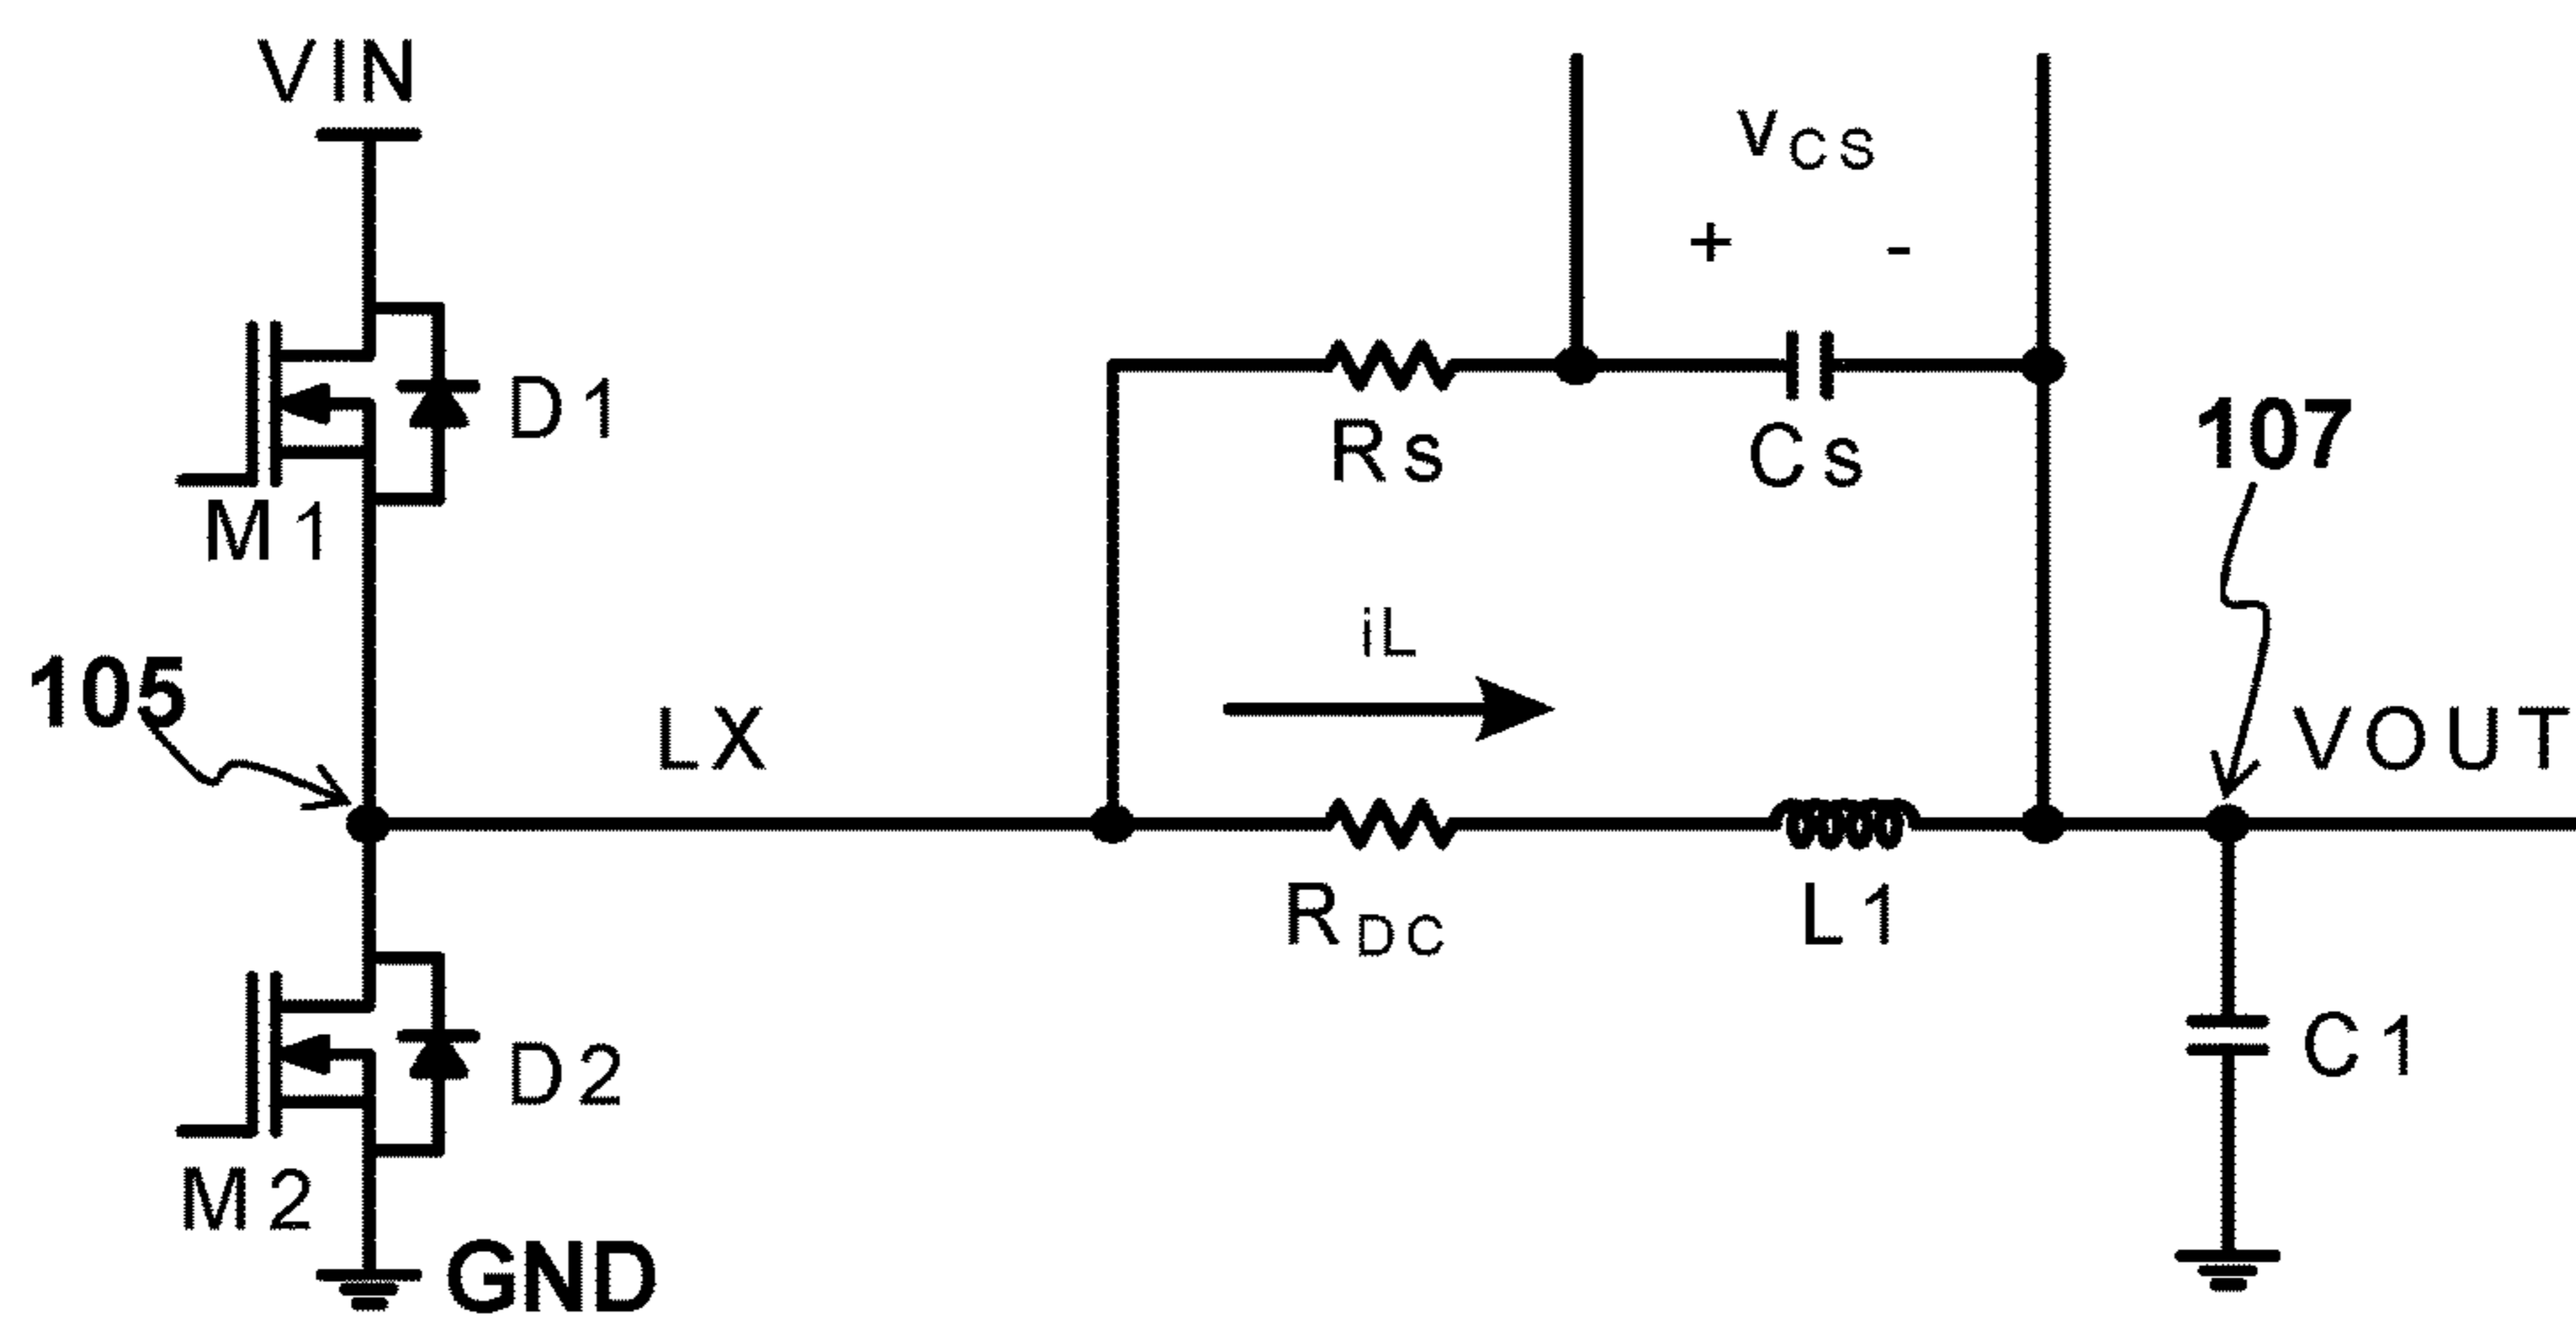 VIN
vCS
+ -
D1
Rs
Cs
107
M1
iL
105
LX
VOUT
RDC
L1
C1
D2
M2
GND